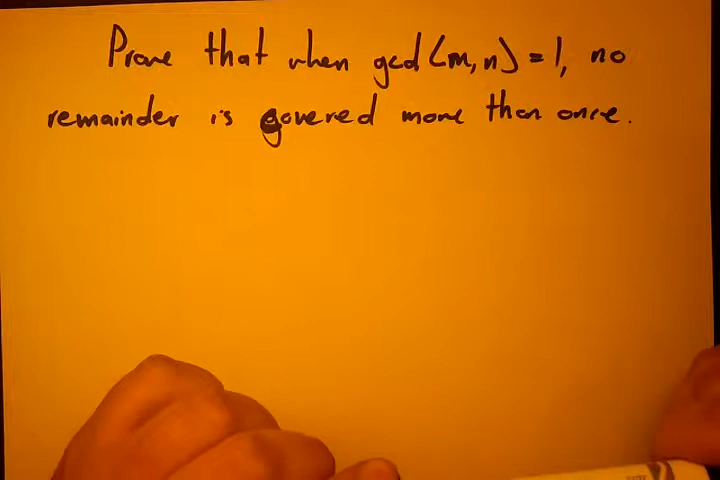 Prove that when gcd(m,n) = 1, no
remainder is covered more than once.